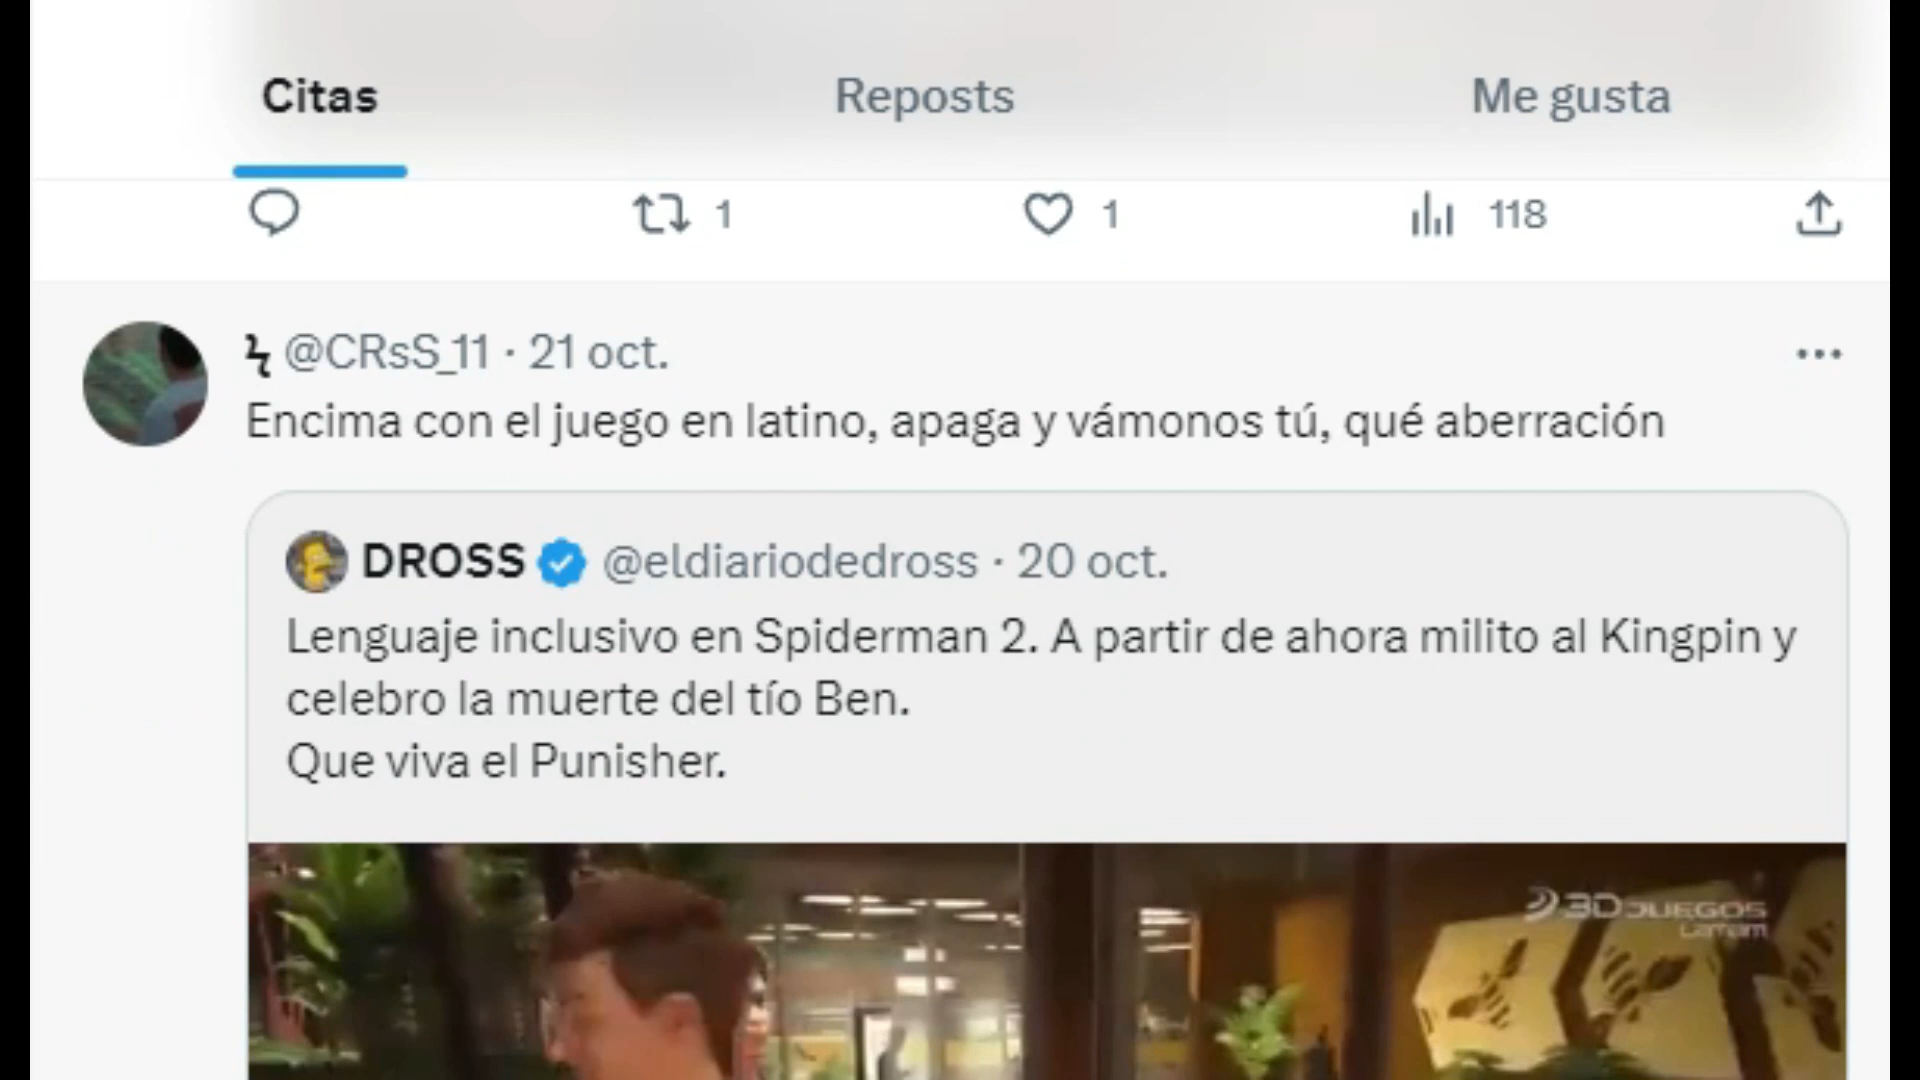 Citas
Reposts
Me gusta
1
1
118
@CRsS_11 · 21 oct.
Encima con el juego en latino, apaga y vámonos tú, qué aberración
DROSS @eldiariodedross · 20 oct.
Lenguaje inclusivo en Spiderman 2. A partir de ahora milito al Kingpin y
celebro la muerte del tío Ben.
Que viva el Punisher.
3DJUEGOS